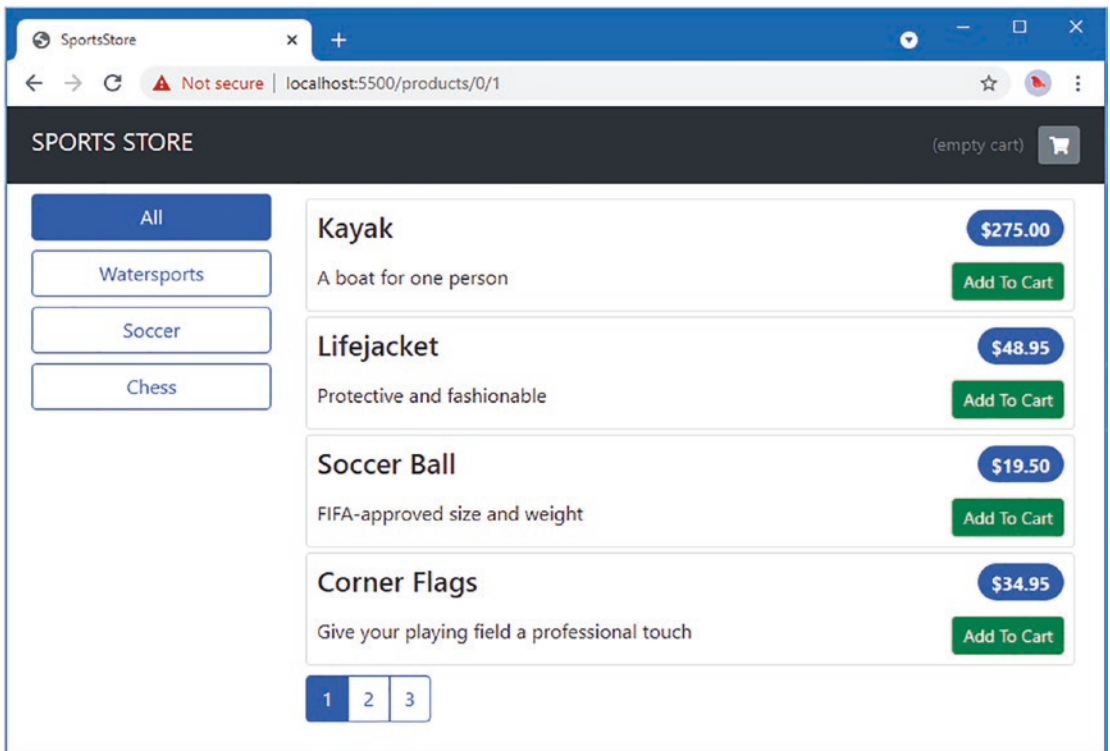 SportsStore
Not secure | localhost:5500/products/0/1
SPORTS STORE
(empty cart)
All
Watersports
Soccer
Chess
Kayak
$275.00
A boat for one person
Add To Cart
Lifejacket
$48.95
Protective and fashionable
Add To Cart
Soccer Ball
$19.50
FIFA-approved size and weight
Add To Cart
Corner Flags
$34.95
Give your playing field a professional touch
Add To Cart
1 2 3